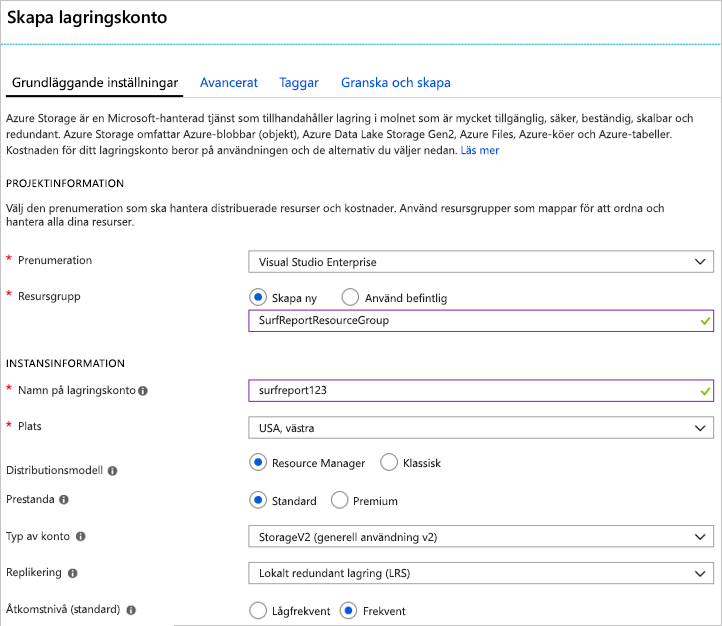 Skapa lagringskonto
Grundläggande inställningar Avancerat Taggar Granska och skapa
Azure Storage är en Microsoft-hanterad tjänst som tillhandahåller lagring i molnet som är mycket tillgänglig, säker, beständig, skalbar och
redundant. Azure Storage omfattar Azure-blobbar (objekt), Azure Data Lake Storage Gen2, Azure Files, Azure-köer och Azure-tabeller.
Kostnaden för ditt lagringskonto beror på användningen och de alternativ du väljer nedan. Läs mer
PROJEKTINFORMATION
Välj den prenumeration som ska hantera distribuerade resurser och kostnader. Använd resursgrupper som mappar för att ordna och
hantera alla dina resurser.
* Prenumeration Visual Studio Enterprise
* Resursgrupp Skapa ny Använd befintlig
SurfReportResourceGroup
INSTANSINFORMATION
* Namn på lagringskonto surfreport123
* Plats USA, västra
Distributionsmodell Resource Manager Klassisk
Prestanda Standard Premium
Typ av konto StorageV2 (generell användning v2)
Replikering Lokalt redundant lagring (LRS)
Åtkomstnivå (standard) Lågfrekvent Frekvent